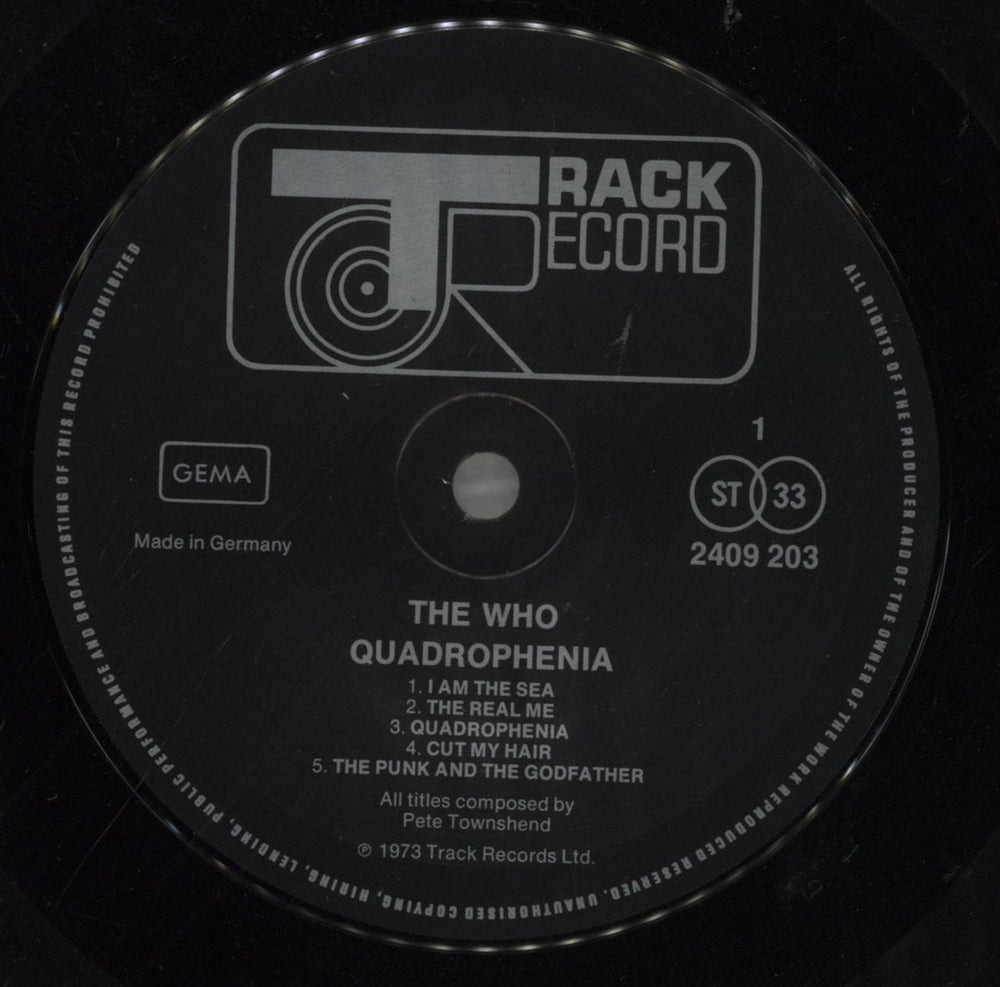 TRACK
RECORD
ALL RIGHTS OF THE PRODUCER AND OF THE OWNER OF THE WORK REPRODUCED RESERVED. UNAUTHORISED COPYING, HIRING, LENDING, PUBLIC PERFORMANCE AND BROADCASTING OF THIS RECORD PROHIBITED
GEMA
Made in Germany
1
ST 33
2409 203
THE WHO
QUADROPHENIA
1. I AM THE SEA
2. THE REAL ME
3. QUADROPHENIA
4. CUT MY HAIR
5. THE PUNK AND THE GODFATHER
All titles composed by
Pete Townshend
℗ 1973 Track Records Ltd.